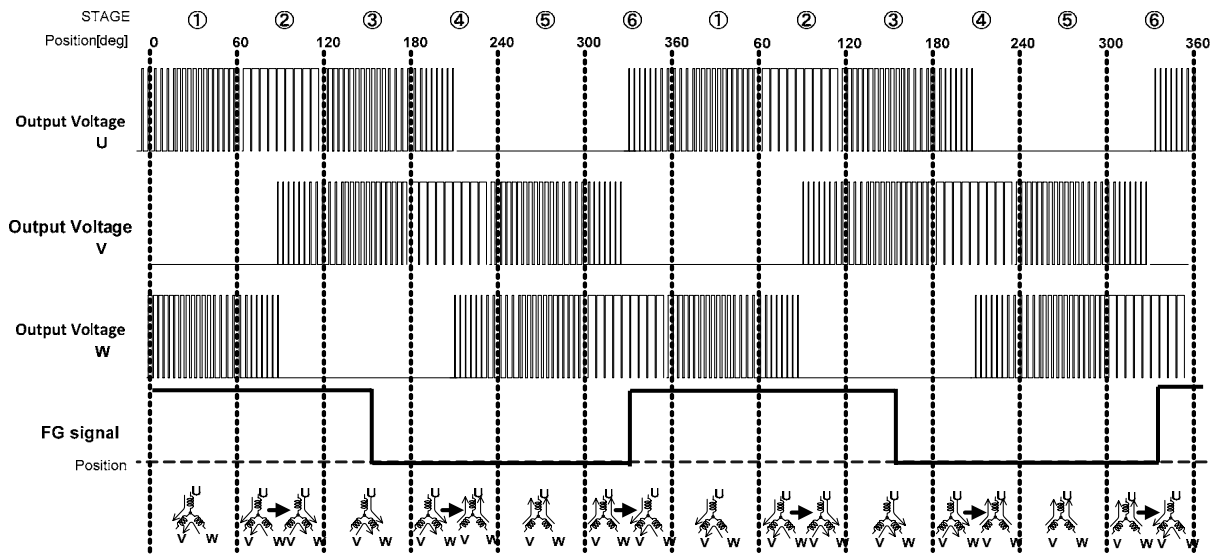 STAGE ① ② ③ ④ ⑤ ⑥ ① ② ③ ④ ⑤ ⑥
Position[deg] 0 60 120 180 240 300 360 60 120 180 240 300 360
Output Voltage
U
Output Voltage
V
Output Voltage
W
FG signal
Position
U U U U U U U U U U U U U U U U U U
V W V W V W V W V W V W V W V W V W V W V W V W V W V W V W V W V W V W